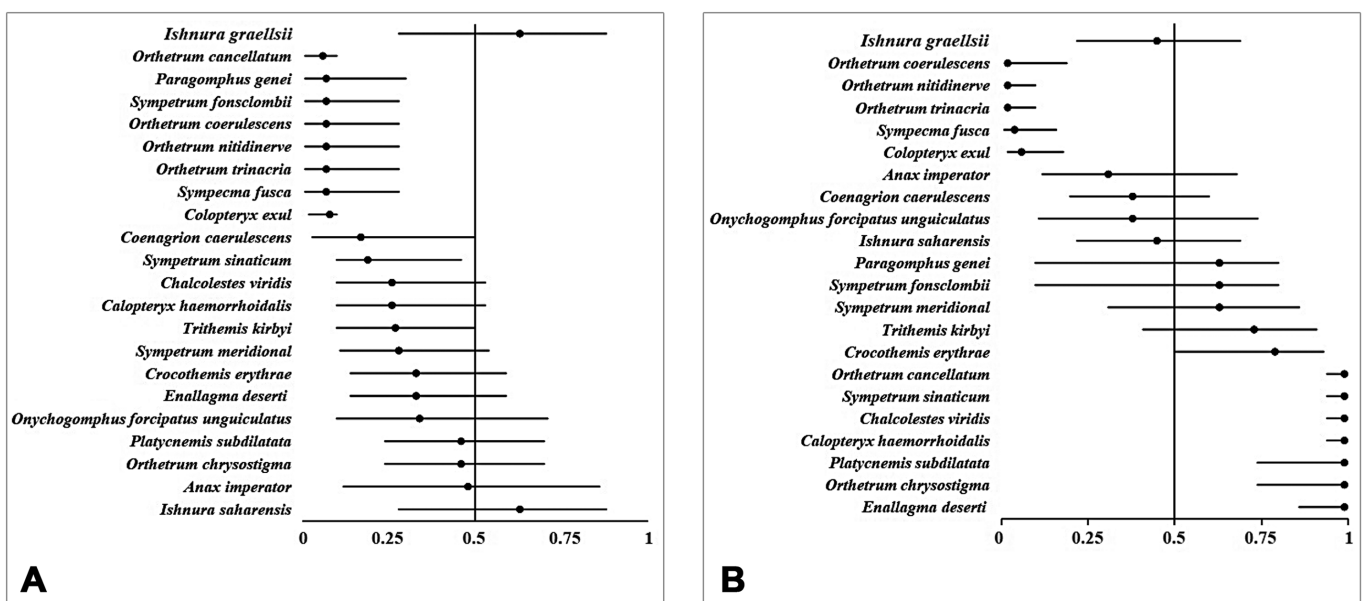 Ishnura graellsii
Orthetrum cancellatum
Paragomphus genei
Sympetrum fonsclombii
Orthetrum coerulescens
Orthetrum nitidinerve
Orthetrum trinacria
Sympecma fusca
Colopteryx exul
Coenagrion caerulescens
Sympetrum sinaticum
Chalcolestes viridis
Calopteryx haemorrhoidalis
Trithemis kirbyi
Sympetrum meridional
Crocothemis erythrae
Enallagma deserti
Onychogomphus forcipatus unguiculatus
Platycnemis subdilatata
Orthetrum chrysostigma
Anax imperator
Ishnura saharensis
0 0.25 0.5 0.75 1
A
Ishnura graellsii
Orthetrum coerulescens
Orthetrum nitidinerve
Orthetrum trinacria
Sympecma fusca
Colopteryx exul
Anax imperator
Coenagrion caerulescens
Onychogomphus forcipatus unguiculatus
Ishnura saharensis
Paragomphus genei
Sympetrum fonsclombii
Sympetrum meridional
Trithemis kirbyi
Crocothemis erythrae
Orthetrum cancellatum
Sympetrum sinaticum
Chalcolestes viridis
Calopteryx haemorrhoidalis
Platycnemis subdilatata
Orthetrum chrysostigma
Enallagma deserti
0 0.25 0.5 0.75 1
B